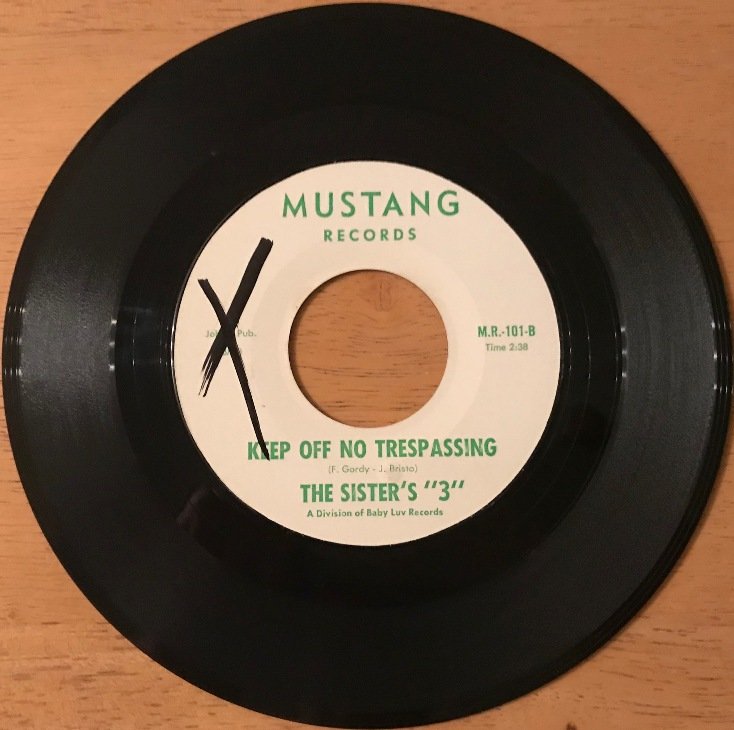 MUSTANG
RECORDS
Pub.
M.R.-101-B
Time 2:38
KEEP OFF NO TRESPASSING
(F. Gordy - J. Bristo)
THE SISTER'S "3"
A Division of Baby Luv Records